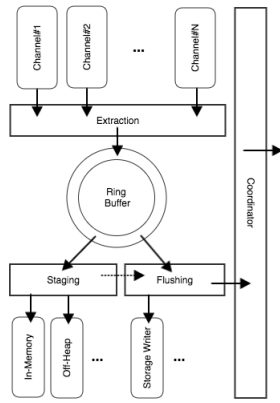 Channel#1
Channel#2
...
Channel#N
Extraction
Ring
Buffer
Coordinator
Staging
Flushing
In-Memory
Off-Heap
...
Storage Writer
...